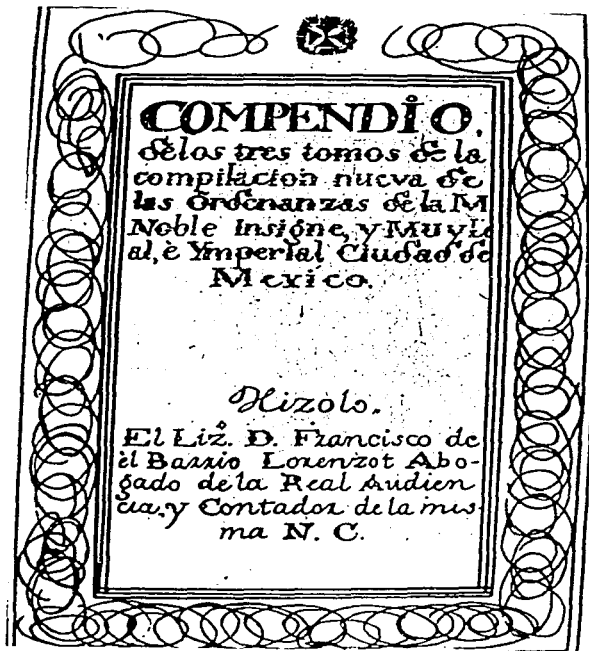 COMPENDIO.
delos tres tomos de la
compilacion nueva de
las Ordenanzas de la M
Noble Insigne, y Muy Le
al, è Ymperial Ciudad de
Mexico.
Hizolo.
El Liz. D. Francisco de
el Barrio Lorenzot Abo-
gado de la Real Audien
cia, y Contador de la mis
ma N. C.